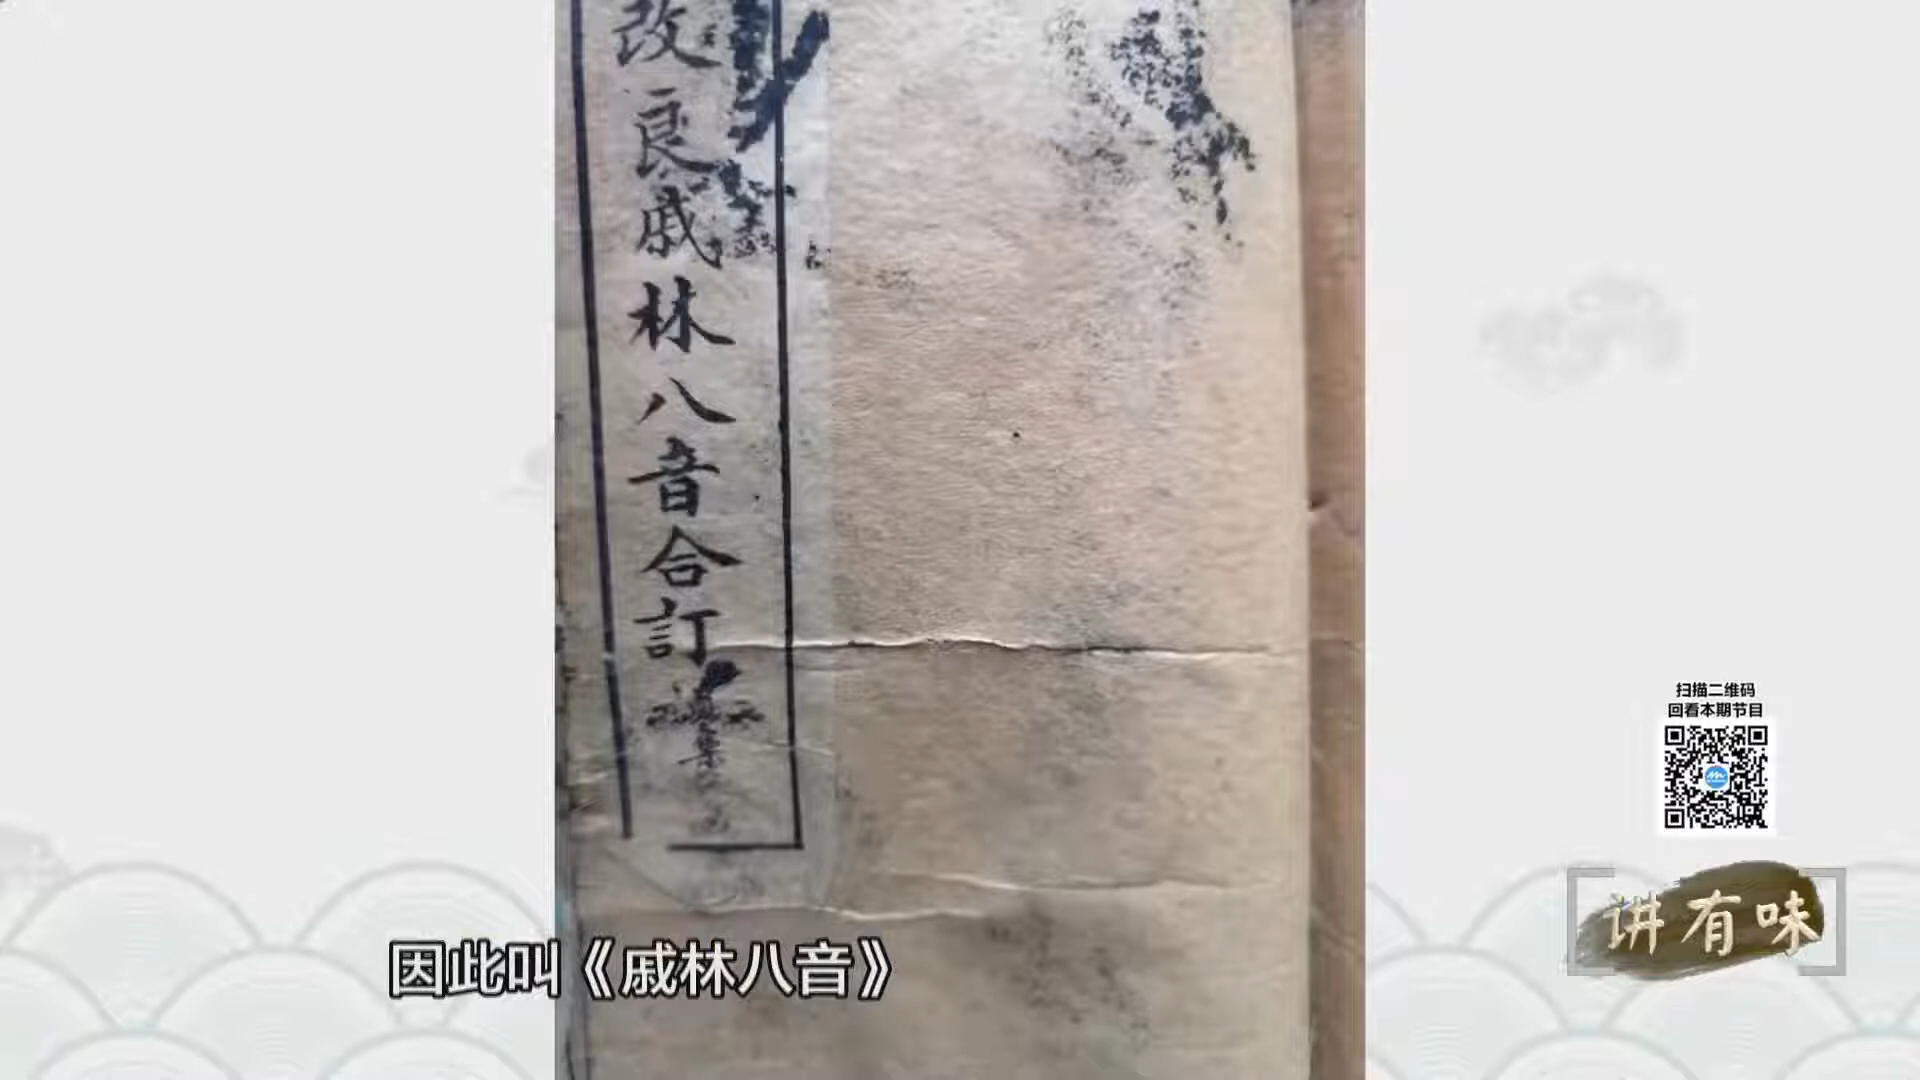 改良戚林八音合訂
扫描二维码
回看本期节目
讲有味
因此叫《戚林八音》